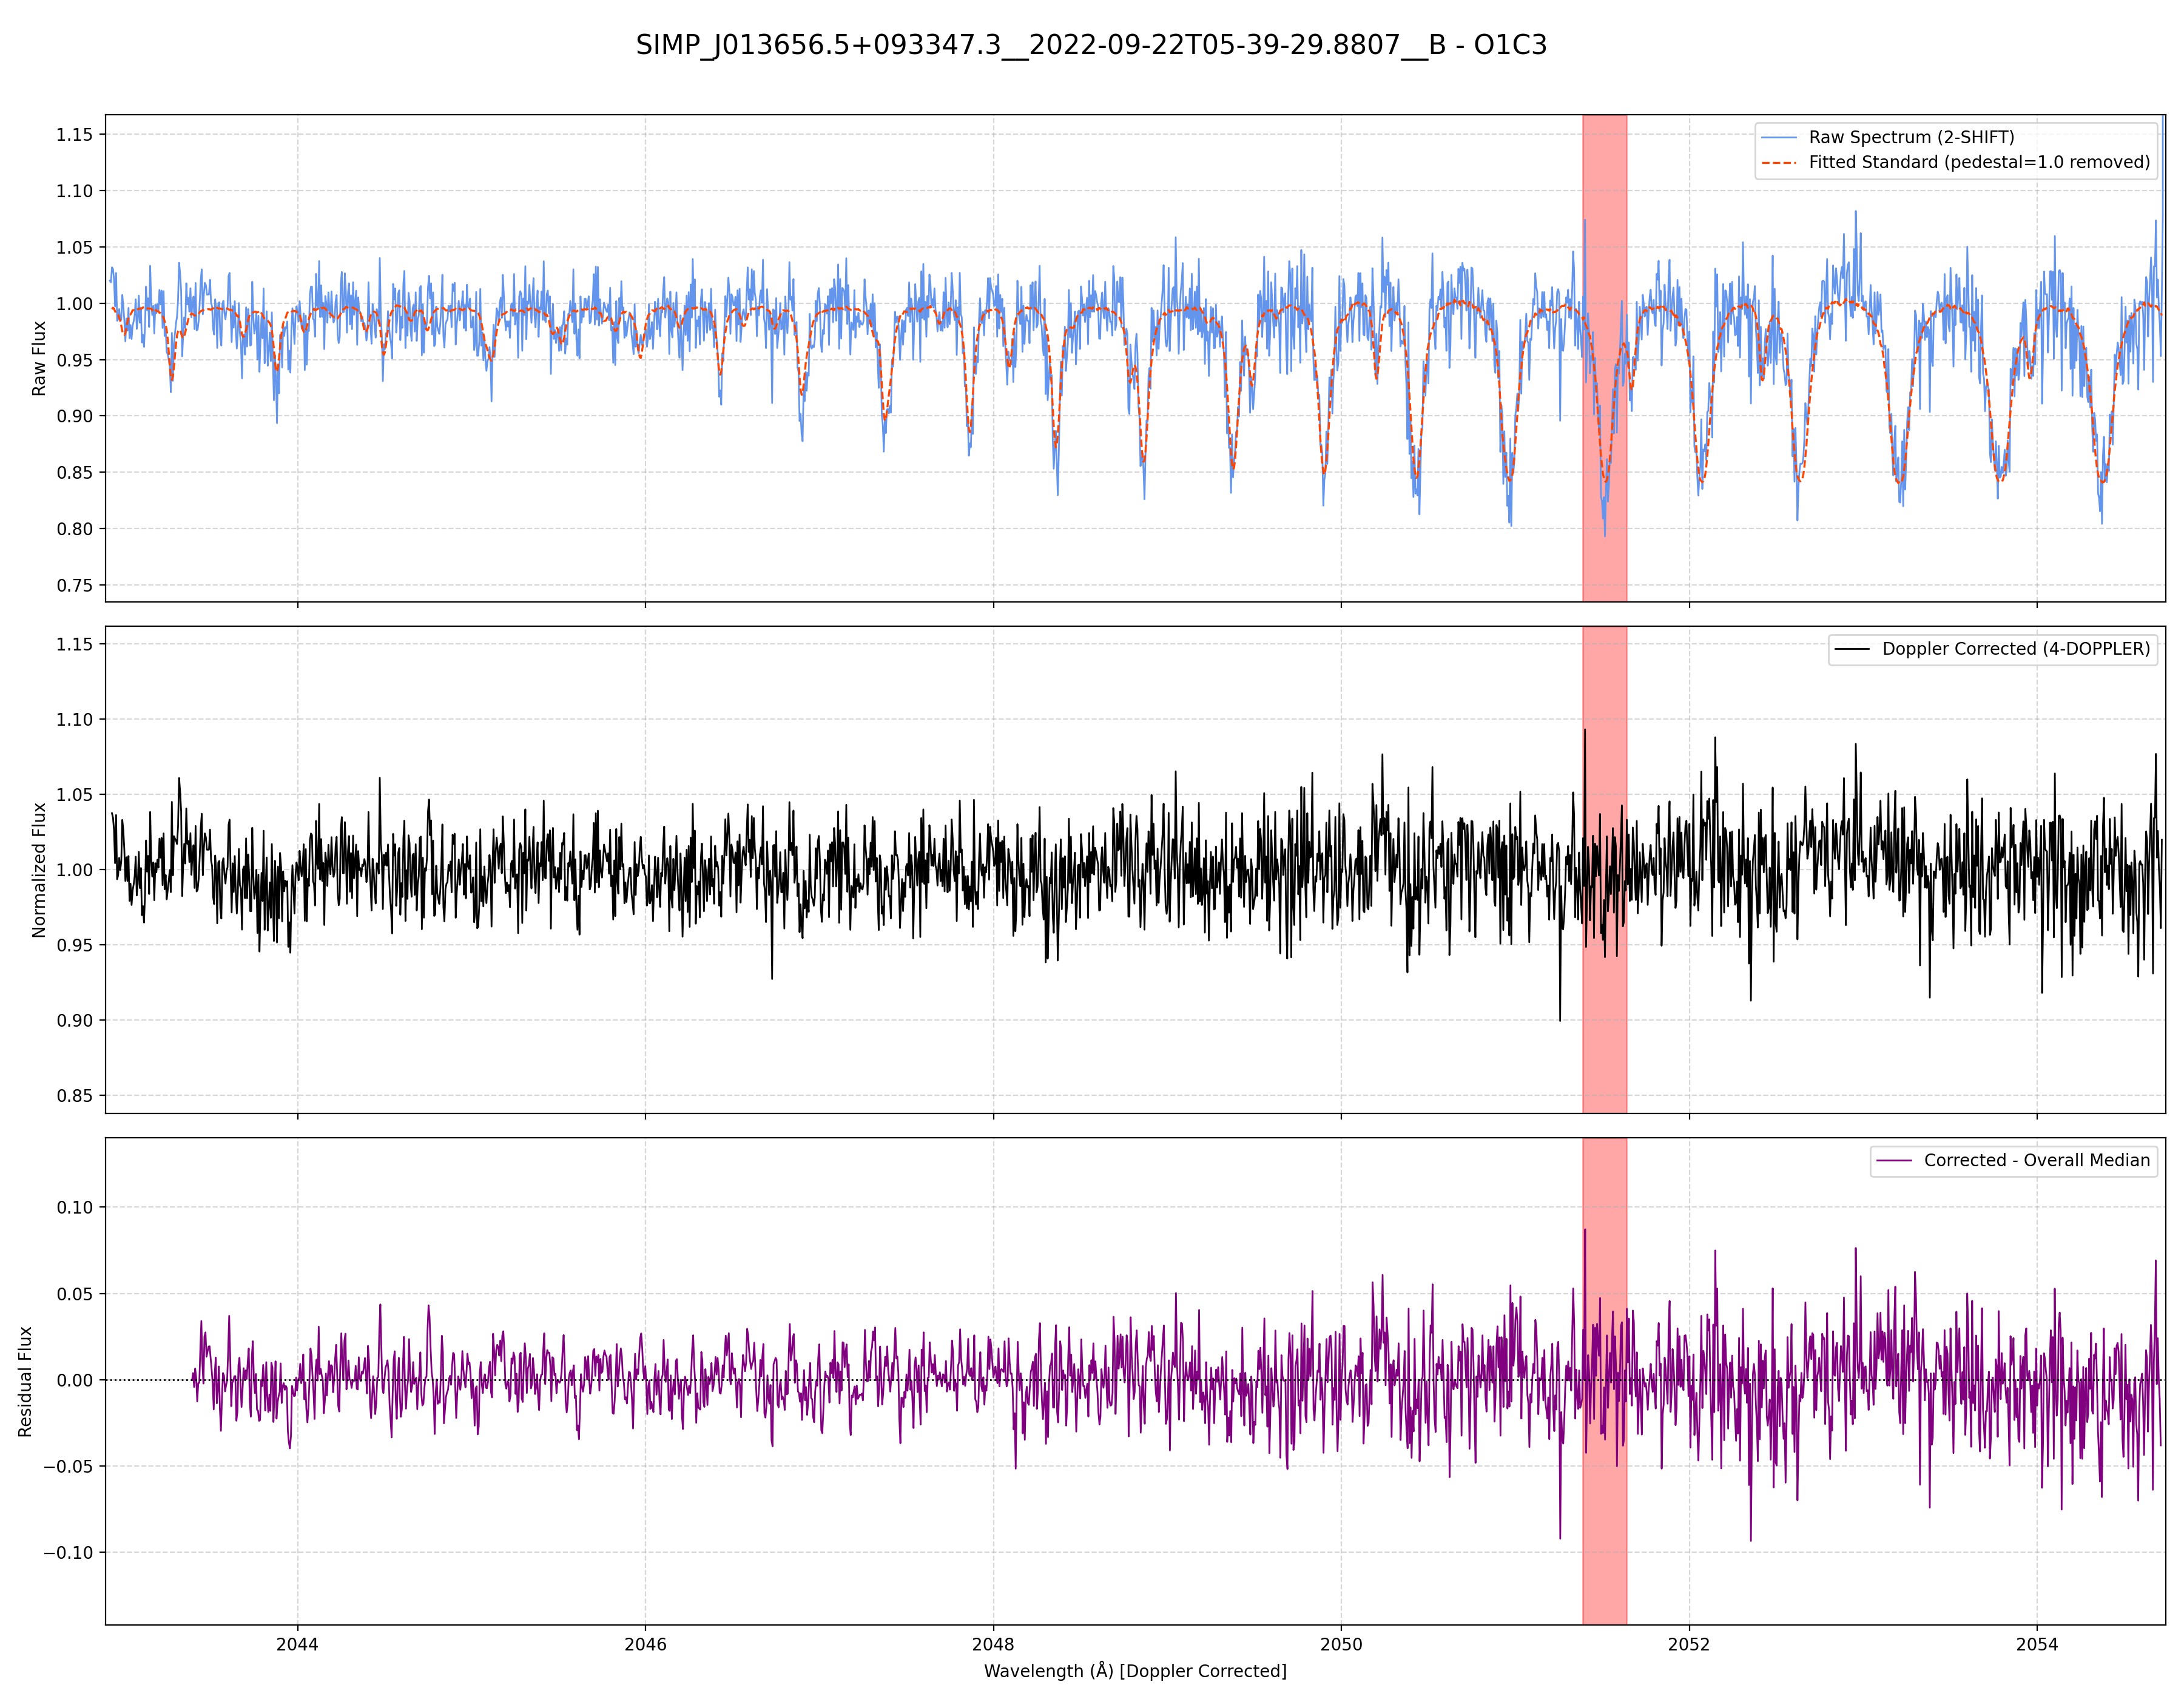 SIMP_J013656.5+093347.3__2022-09-22T05-39-29.8807__B - O1C3
1.15
1.10
1.05
1.00
0.95
0.90
0.85
0.80
0.75
Raw Flux
Raw Spectrum (2-SHIFT)
Fitted Standard (pedestal=1.0 removed)
1.15
1.10
1.05
1.00
0.95
0.90
0.85
Normalized Flux
Doppler Corrected (4-DOPPLER)
0.10
0.05
0.00
−0.05
−0.10
Residual Flux
Corrected - Overall Median
2044 2046 2048 2050 2052 2054
Wavelength (Å) [Doppler Corrected]